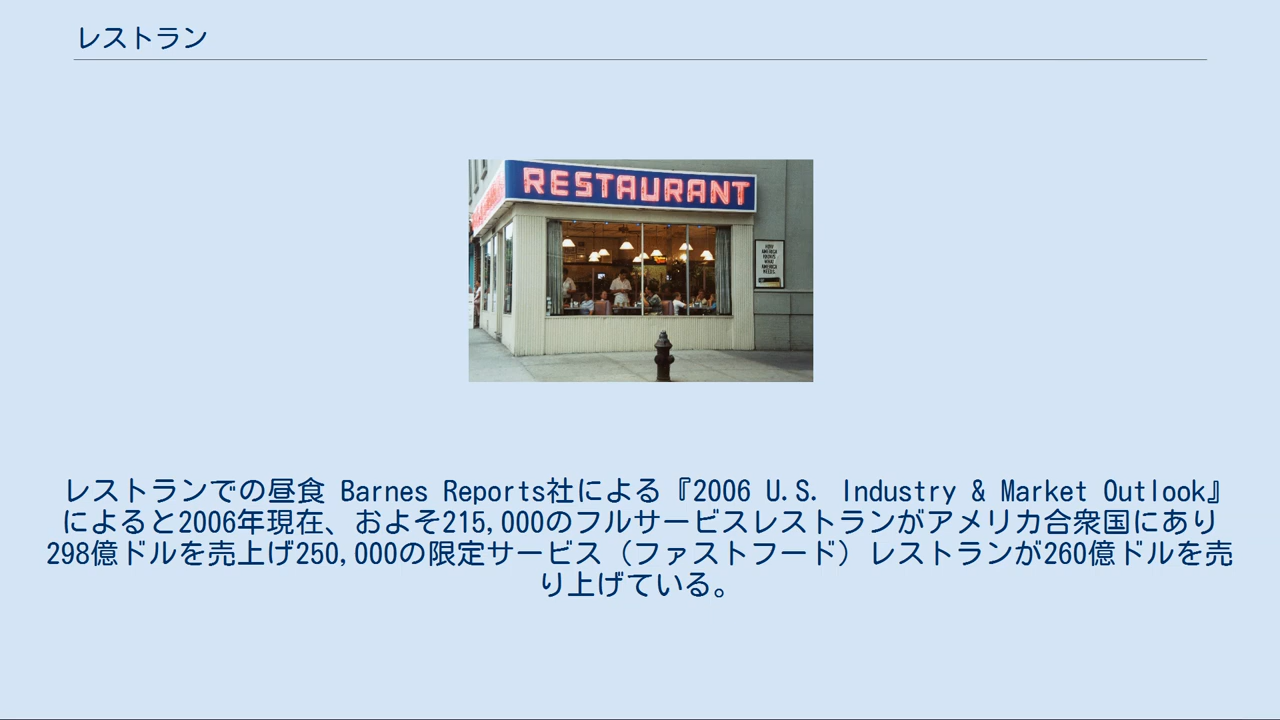 レストラン
RESTAURANT
レストランでの昼食 Barnes Reports社による『2006 U.S. Industry & Market Outlook』
によると2006年現在、およそ215,000のフルサービスレストランがアメリカ合衆国にあり
298億ドルを売上げ250,000の限定サービス（ファストフード）レストランが260億ドルを売
り上げている。